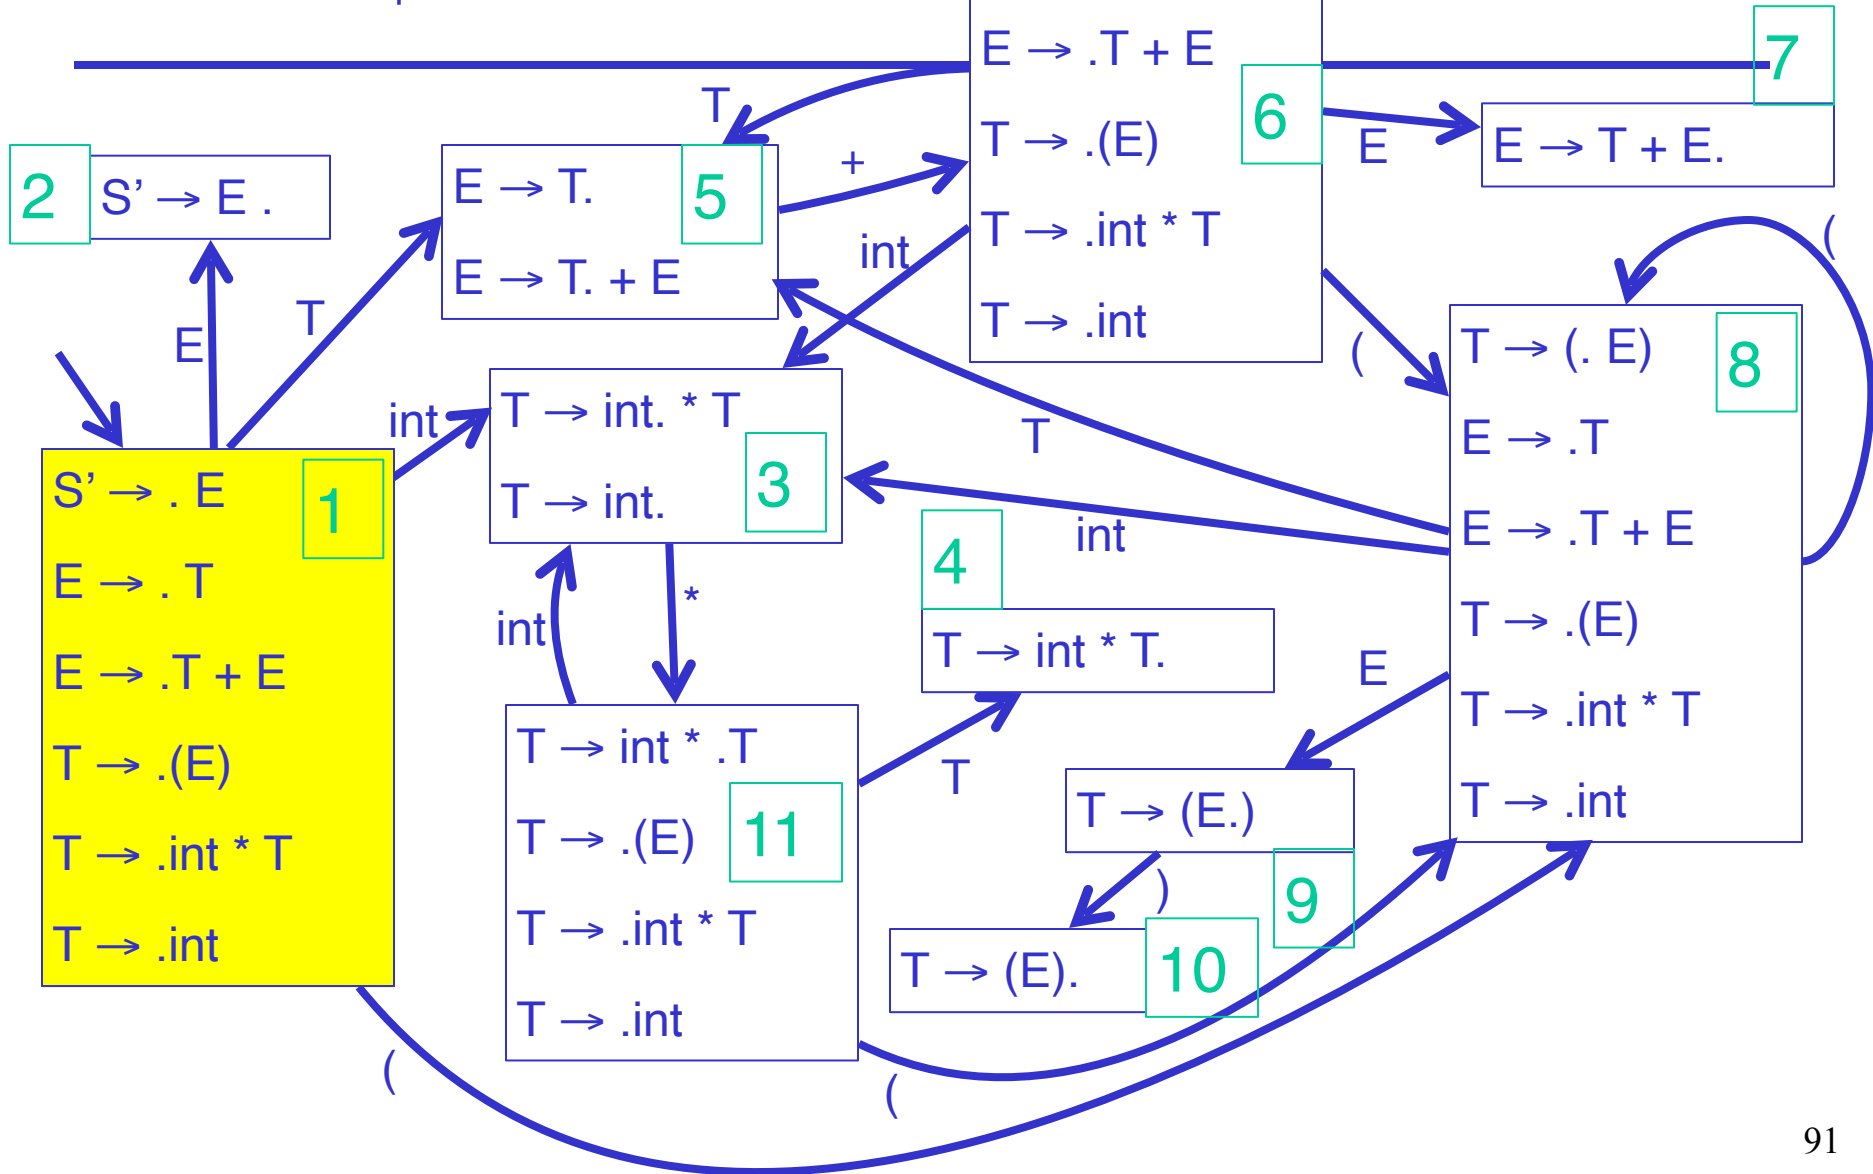 E → .T + E
T → .(E)
T → .int * T
T → .int
6
7
E → T + E.
E
T
+
int
(
2
S’ → E .
E
T
E → T.
E → T. + E
5
int
T → int. * T
T → int.
3
T
int
(
T → (. E)
E → .T
E → .T + E
T → .(E)
T → .int * T
T → .int
8
S’ → . E
E → . T
E → .T + E
T → .(E)
T → .int * T
T → .int
1
4
T → int * T.
int
*
T → int * .T
T → .(E)
T → .int * T
T → .int
11
T
E
T → (E.)
9
)
T → (E).
10
(
(
91